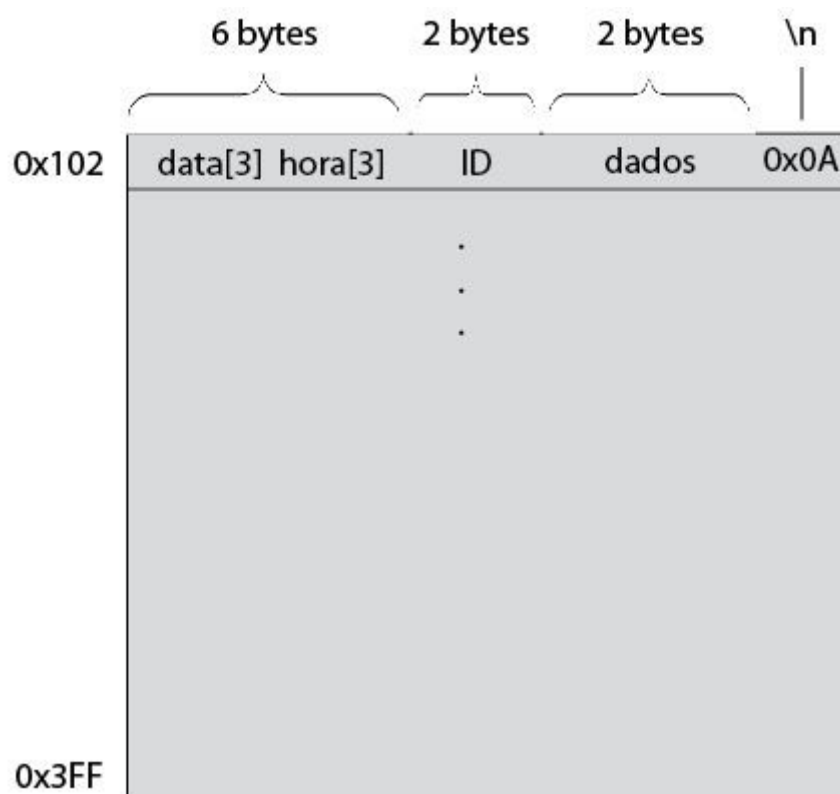 6 bytes 2 bytes 2 bytes \n
0x102 data[3] hora[3] ID dados 0x0A
0x3FF